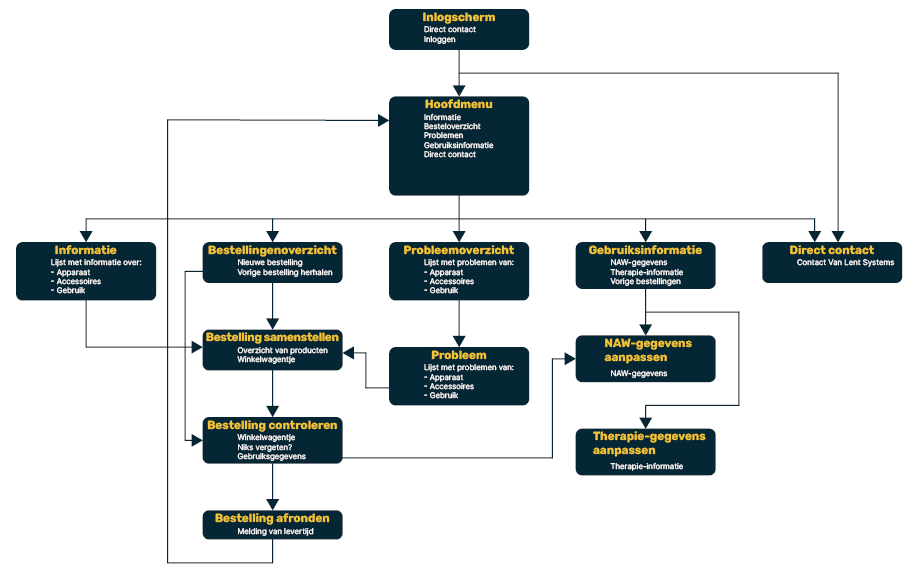 Inlogscherm
Direct contact
Inloggen
Hoofdmenu
Informatie
Besteloverzicht
Problemen
Gebruiksinformatie
Direct contact
Informatie
Lijst met informatie over:
- Apparaat
- Accessoires
- Gebruik
Bestellingenoverzicht
Nieuwe bestelling
Vorige bestelling herhalen
Probleemoverzicht
Lijst met problemen van:
- Apparaat
- Accessoires
- Gebruik
Gebruiksinformatie
NAW-gegevens
Therapie-informatie
Vorige bestellingen
Direct contact
Contact Van Lent Systems
Bestelling samenstellen
Overzicht van producten
Winkelwagentje
Probleem
Lijst met problemen van:
- Apparaat
- Accessoires
- Gebruik
NAW-gegevens
aanpassen
NAW-gegevens
Bestelling controleren
Winkelwagentje
Niks vergeten?
Gebruiksgegevens
Therapie-gegevens
aanpassen
Therapie-informatie
Bestelling afronden
Melding van levertijd